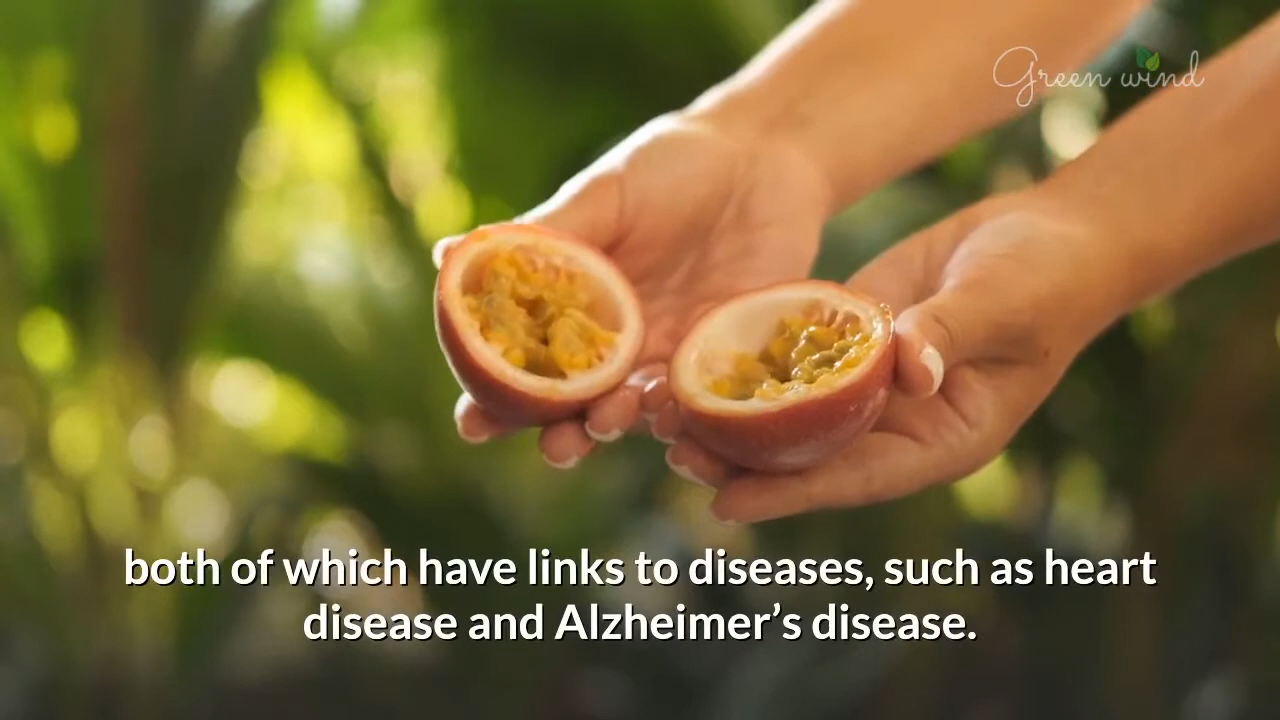 Green wind
both of which have links to diseases, such as heart
disease and Alzheimer’s disease.